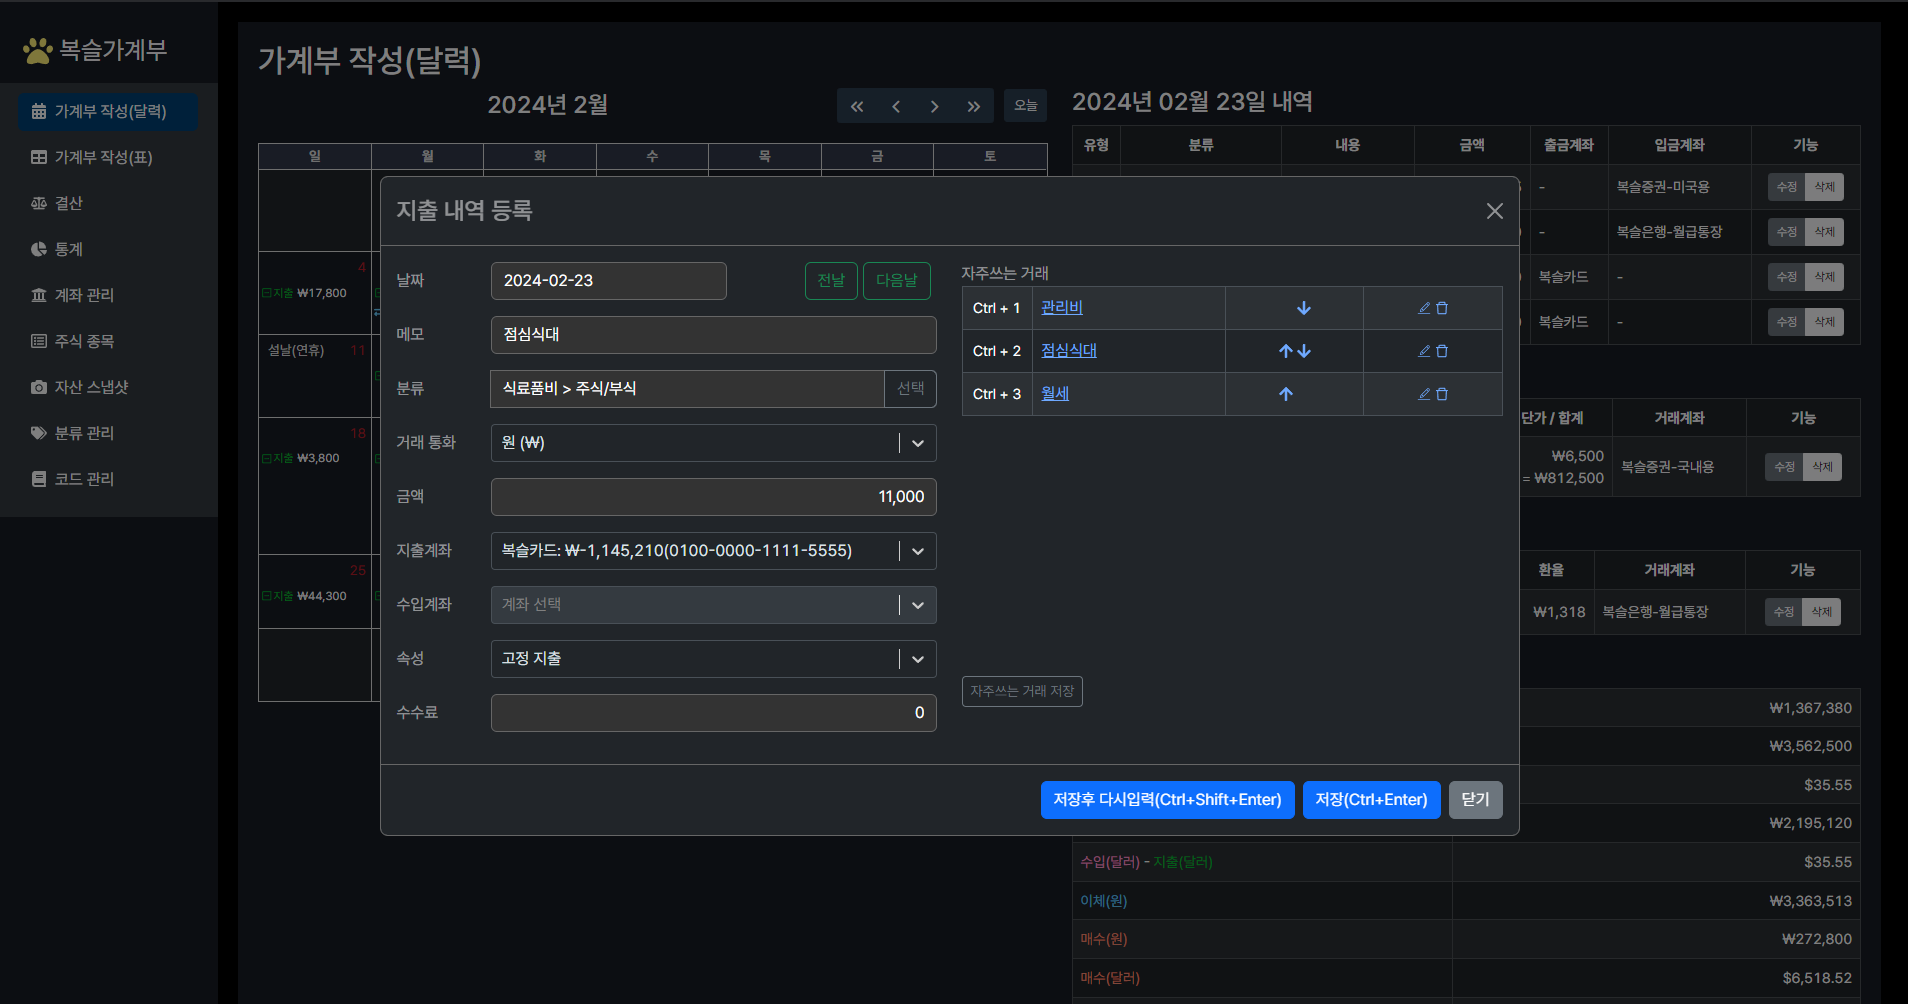 복슬가계부
가계부 작성(달력)
가계부 작성(표)
결산
통계
계좌 관리
주식 종목
자산 스냅샷
분류 관리
코드 관리
가계부 작성(달력)
2024년 2월
오늘
일 월 화 수 목 금 토
4
지출 ₩17,800
설날(연휴) 11
18
지출 ₩3,800
25
지출 ₩44,300
2024년 02월 23일 내역
유형 분류 내용 금액 출금계좌 입금계좌 기능
- 복슬증권-미국용 수정 삭제
- 복슬은행-월급통장 수정 삭제
복슬카드 - 수정 삭제
복슬카드 - 수정 삭제
단가 / 합계 거래계좌 기능
₩6,500
= ₩812,500 복슬증권-국내용 수정 삭제
환율 거래계좌 기능
₩1,318 복슬은행-월급통장 수정 삭제
₩1,367,380
₩3,562,500
$35.55
₩2,195,120
수입(달러) - 지출(달러) $35.55
이체(원) ₩3,363,513
매수(원) ₩272,800
매수(달러) $6,518.52
지출 내역 등록
날짜 2024-02-23 전날 다음날
메모 점심식대
분류 식료품비 > 주식/부식 선택
거래 통화 원 (₩)
금액 11,000
지출계좌 복슬카드: ₩-1,145,210(0100-0000-1111-5555)
수입계좌 계좌 선택
속성 고정 지출
수수료 0
자주쓰는 거래
Ctrl + 1 관리비
Ctrl + 2 점심식대
Ctrl + 3 월세
자주쓰는 거래 저장
저장후 다시입력(Ctrl+Shift+Enter) 저장(Ctrl+Enter) 닫기